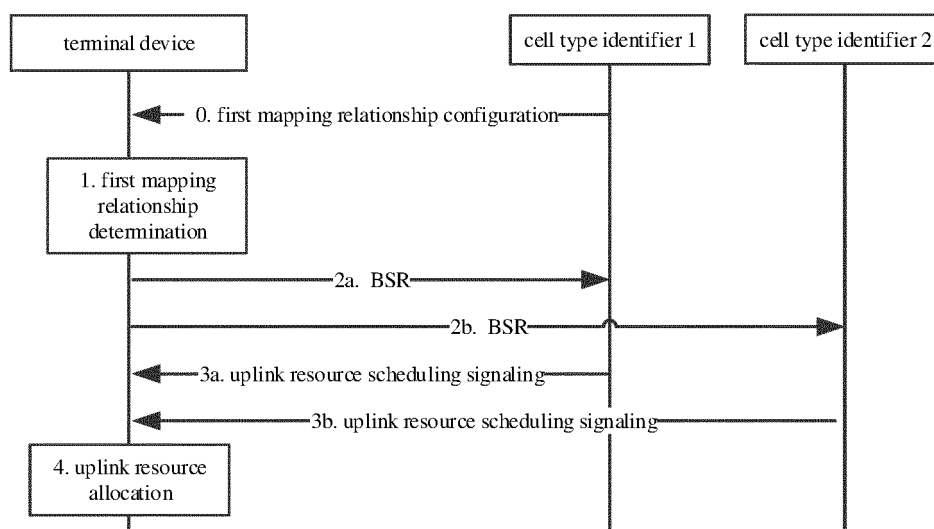 terminal device
cell type identifier 1
cell type identifier 2
0. first mapping relationship configuration
1. first mapping
relationship
determination
2a. BSR
2b. BSR
3a. uplink resource scheduling signaling
3b. uplink resource scheduling signaling
4. uplink resource
allocation